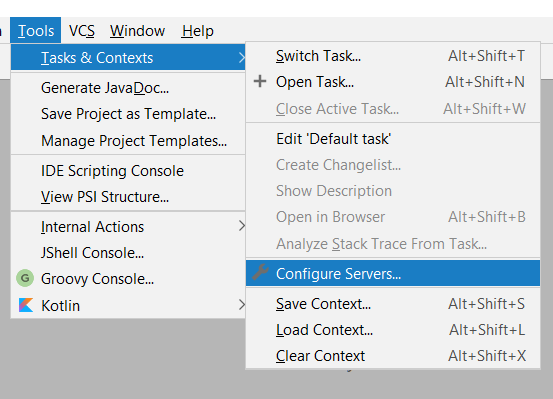 Tools VCS Window Help
Tasks & Contexts
Generate JavaDoc...
Save Project as Template...
Manage Project Templates...
IDE Scripting Console
View PSI Structure...
Internal Actions
JShell Console...
G Groovy Console...
Kotlin
Switch Task... Alt+Shift+T
Open Task... Alt+Shift+N
Close Active Task... Alt+Shift+W
Edit 'Default task'
Create Changelist...
Show Description
Open in Browser Alt+Shift+B
Analyze Stack Trace From Task...
Configure Servers...
Save Context... Alt+Shift+S
Load Context... Alt+Shift+L
Clear Context Alt+Shift+X